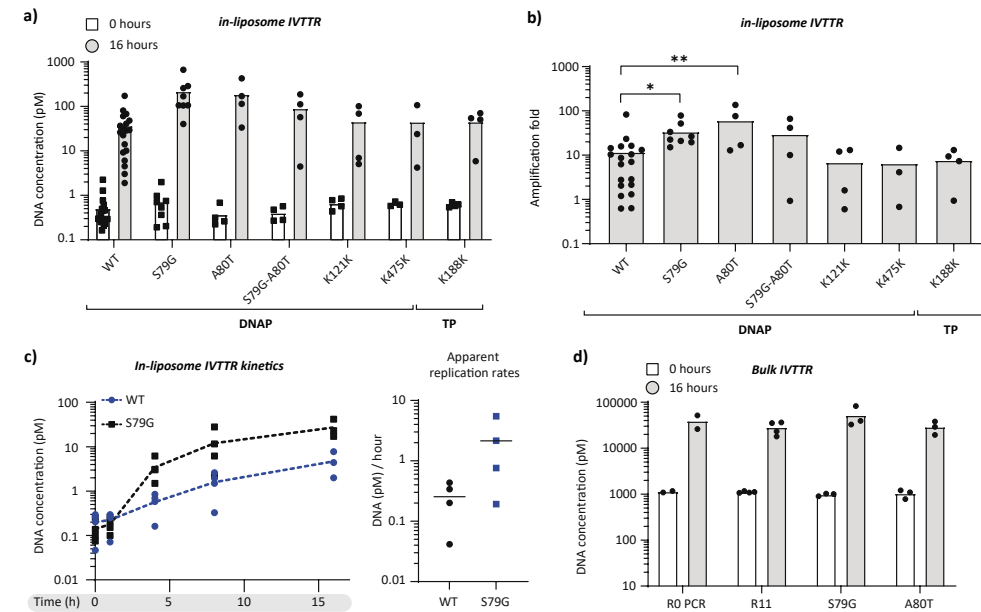 a)
in-liposome IVTTR
0 hours
16 hours
DNA concentration (pM)
1000
100
10
1
0.1
WT
S79G
A80T
S79G-A80T
K121K
K475K
K188K
DNAP
TP
b)
in-liposome IVTTR
Amplification fold
1000
100
10
1
0.1
**
*
WT
S79G
A80T
S79G-A80T
K121K
K475K
K188K
DNAP
TP
c)
In-liposome IVTTR kinetics
WT
S79G
DNA concentration (pM)
100
10
1
0.1
0.01
Time (h)
0
5
10
15
Apparent
replication rates
DNA (pM) / hour
10
1
0.1
0.01
WT
S79G
d)
Bulk IVTTR
0 hours
16 hours
DNA concentration (pM)
100000
10000
1000
100
10
R0 PCR
R11
S79G
A80T